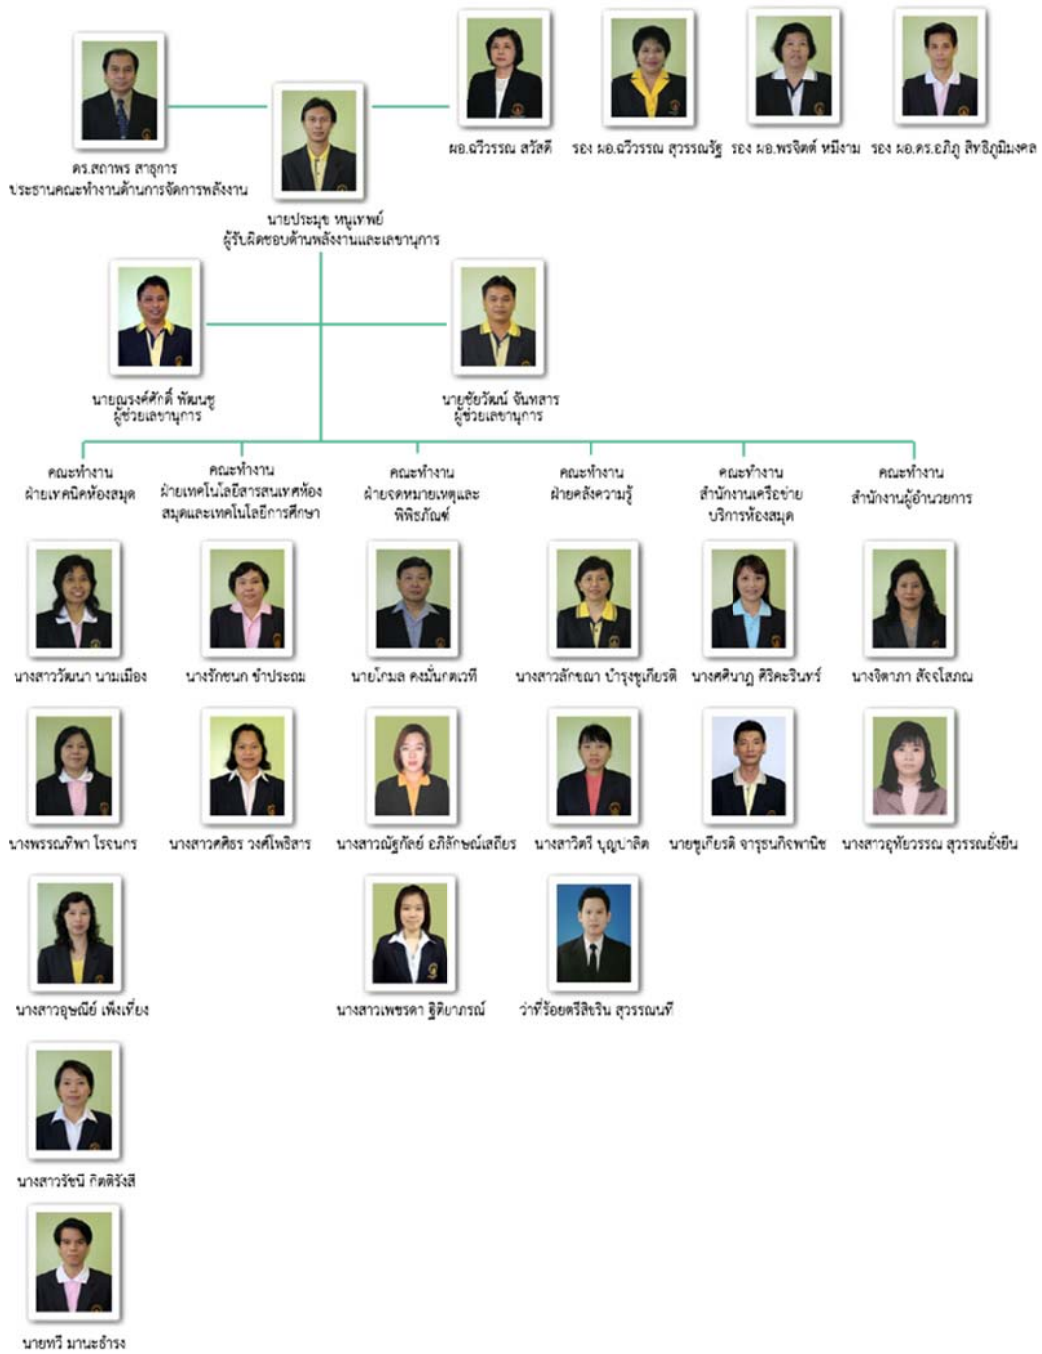 ดร.สถาพร สาธุการ
ประธานคณะทำงานด้านการจัดการพลังงาน
นายประมุข หนูเทพย์
ผู้รับผิดชอบด้านพลังงานและเลขานุการ
ผอ.ฉวีวรรณ สวัสดี
รอง ผอ.ฉวีวรรณ สุวรรณรัฐ
รอง ผอ.พรจิตต์ หมีงาม
รอง ผอ.ดร.อภิภู สิทธิภูมิมงคล
นายณรงค์ศักดิ์ พัฒนชู
ผู้ช่วยเลขานุการ
นายชัยวัฒน์ จันทสาร
ผู้ช่วยเลขานุการ
คณะทำงาน
ฝ่ายเทคนิคห้องสมุด
คณะทำงาน
ฝ่ายเทคโนโลยีสารสนเทศห้อง
สมุดและเทคโนโลยีการศึกษา
คณะทำงาน
ฝ่ายจดหมายเหตุและ
พิพิธภัณฑ์
คณะทำงาน
ฝ่ายคลังความรู้
คณะทำงาน
สำนักงานเครือข่าย
บริการห้องสมุด
คณะทำงาน
สำนักงานผู้อำนวยการ
นางสาววัฒนา นามเมือง
นางรักชนก ขำประถม
นายโกมล คงมั่นกตเวที
นางสาวลักขณา บำรุงชูเกียรติ
นางศศินาฎ ศิริคะรินทร์
นางจิตาภา สัจจโสภณ
นางพรรณทิพา โรจนกร
นางสาวศศิธร วงศ์โพธิสาร
นางสาวณัฐกัลย์ อภิลักษณ์เสถียร
นางสาวิตรี บุญปาลิต
นายชูเกียรติ จารุธนกิจพานิช
นางสาวอุทัยวรรณ สุวรรณยั่งยืน
นางสาวอุษณีย์ เพ็งเที่ยง
นางสาวเพชรดา ฐิติยาภรณ์
ว่าที่ร้อยตรีสิขริน สุวรรณนที
นางสาวรัชนี กิตติรังสี
นายทวี มานะธำรง